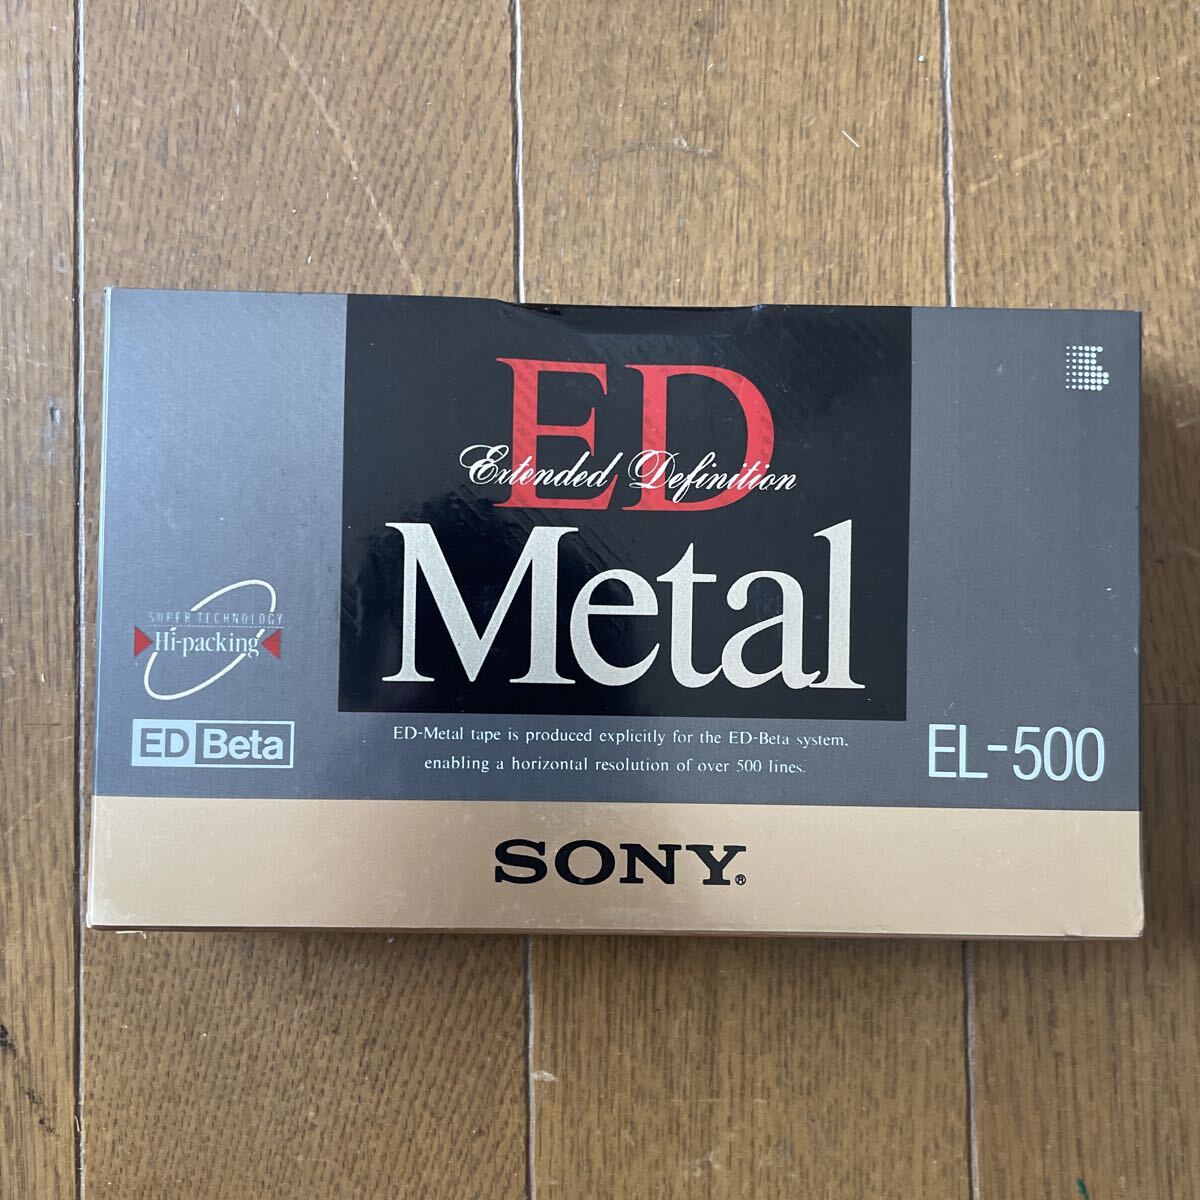 ED
Extended Definition
Metal
SUPER TECHNOLOGY
Hi-packing
ED Beta
ED-Metal tape is produced explicitly for the ED-Beta system,
enabling a horizontal resolution of over 500 lines.
EL-500
SONY®